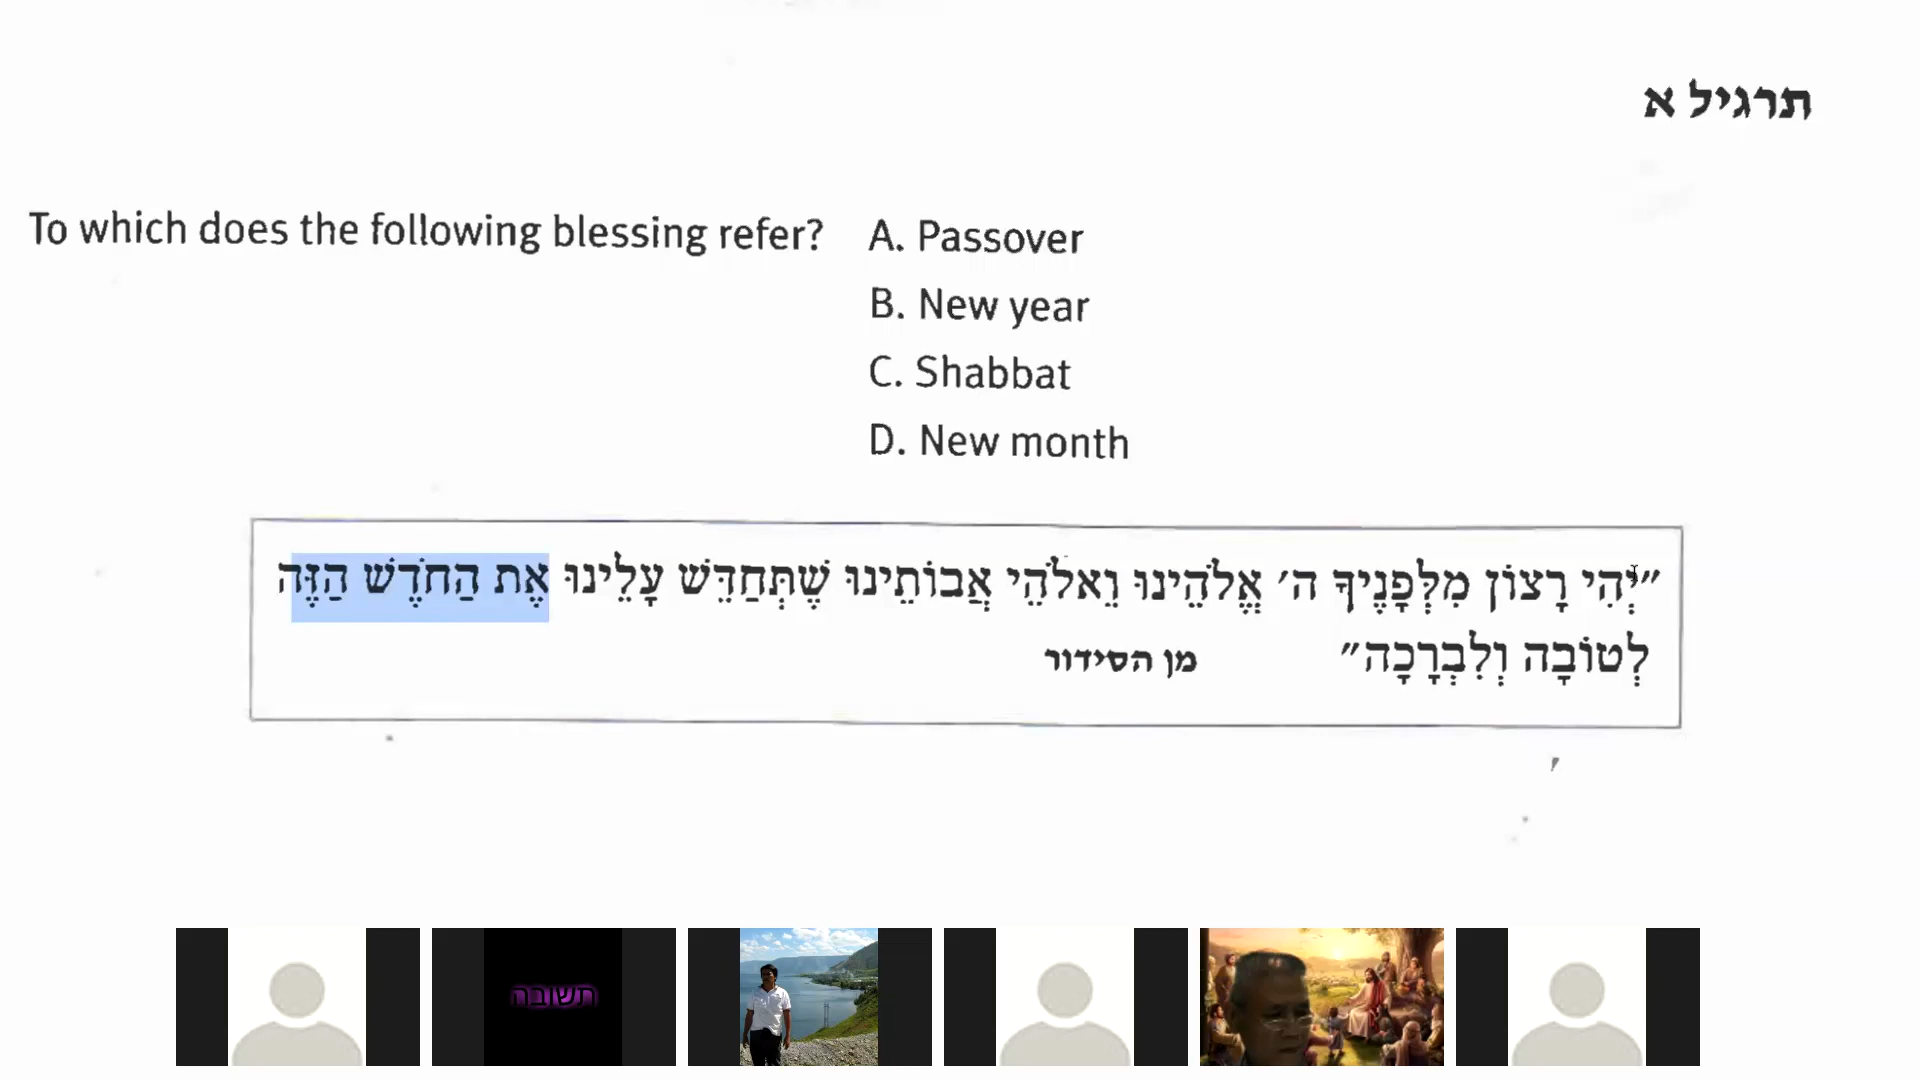 תרגיל א
To which does the following blessing refer?
A. Passover
B. New year
C. Shabbat
D. New month
״יְהִי רָצוֹן מִלְּפָנֶיךָ ה׳ אֱלֹהֵינוּ וֵאלֹהֵי אֲבוֹתֵינוּ שֶׁתְּחַדֵּשׁ עָלֵינוּ אֶת הַחֹדֶשׁ הַזֶּה
לְטוֹבָה וְלִבְרָכָה״ מן הסידור
תשובה